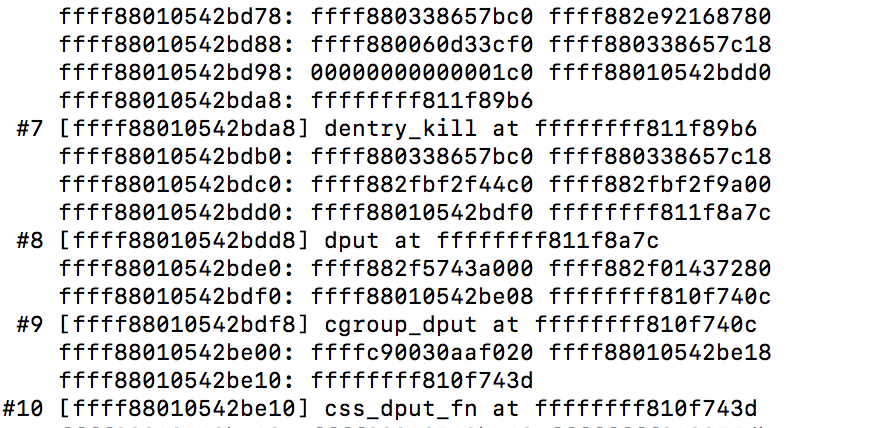 ffff88010542bd78: ffff880338657bc0 ffff882e92168780
ffff88010542bd88: ffff880060d33cf0 ffff880338657c18
ffff88010542bd98: 00000000000001c0 ffff88010542bdd0
ffff88010542bda8: ffffffff811f89b6
#7 [ffff88010542bda8] dentry_kill at ffffffff811f89b6
ffff88010542bdb0: ffff880338657bc0 ffff880338657c18
ffff88010542bdc0: ffff882fbf2f44c0 ffff882fbf2f9a00
ffff88010542bdd0: ffff88010542bdf0 ffffffff811f8a7c
#8 [ffff88010542bdd8] dput at ffffffff811f8a7c
ffff88010542bde0: ffff882f5743a000 ffff882f01437280
ffff88010542bdf0: ffff88010542be08 ffffffff810f740c
#9 [ffff88010542bdf8] cgroup_dput at ffffffff810f740c
ffff88010542be00: ffffc90030aaf020 ffff88010542be18
ffff88010542be10: ffffffff810f743d
#10 [ffff88010542be10] css_dput_fn at ffffffff810f743d